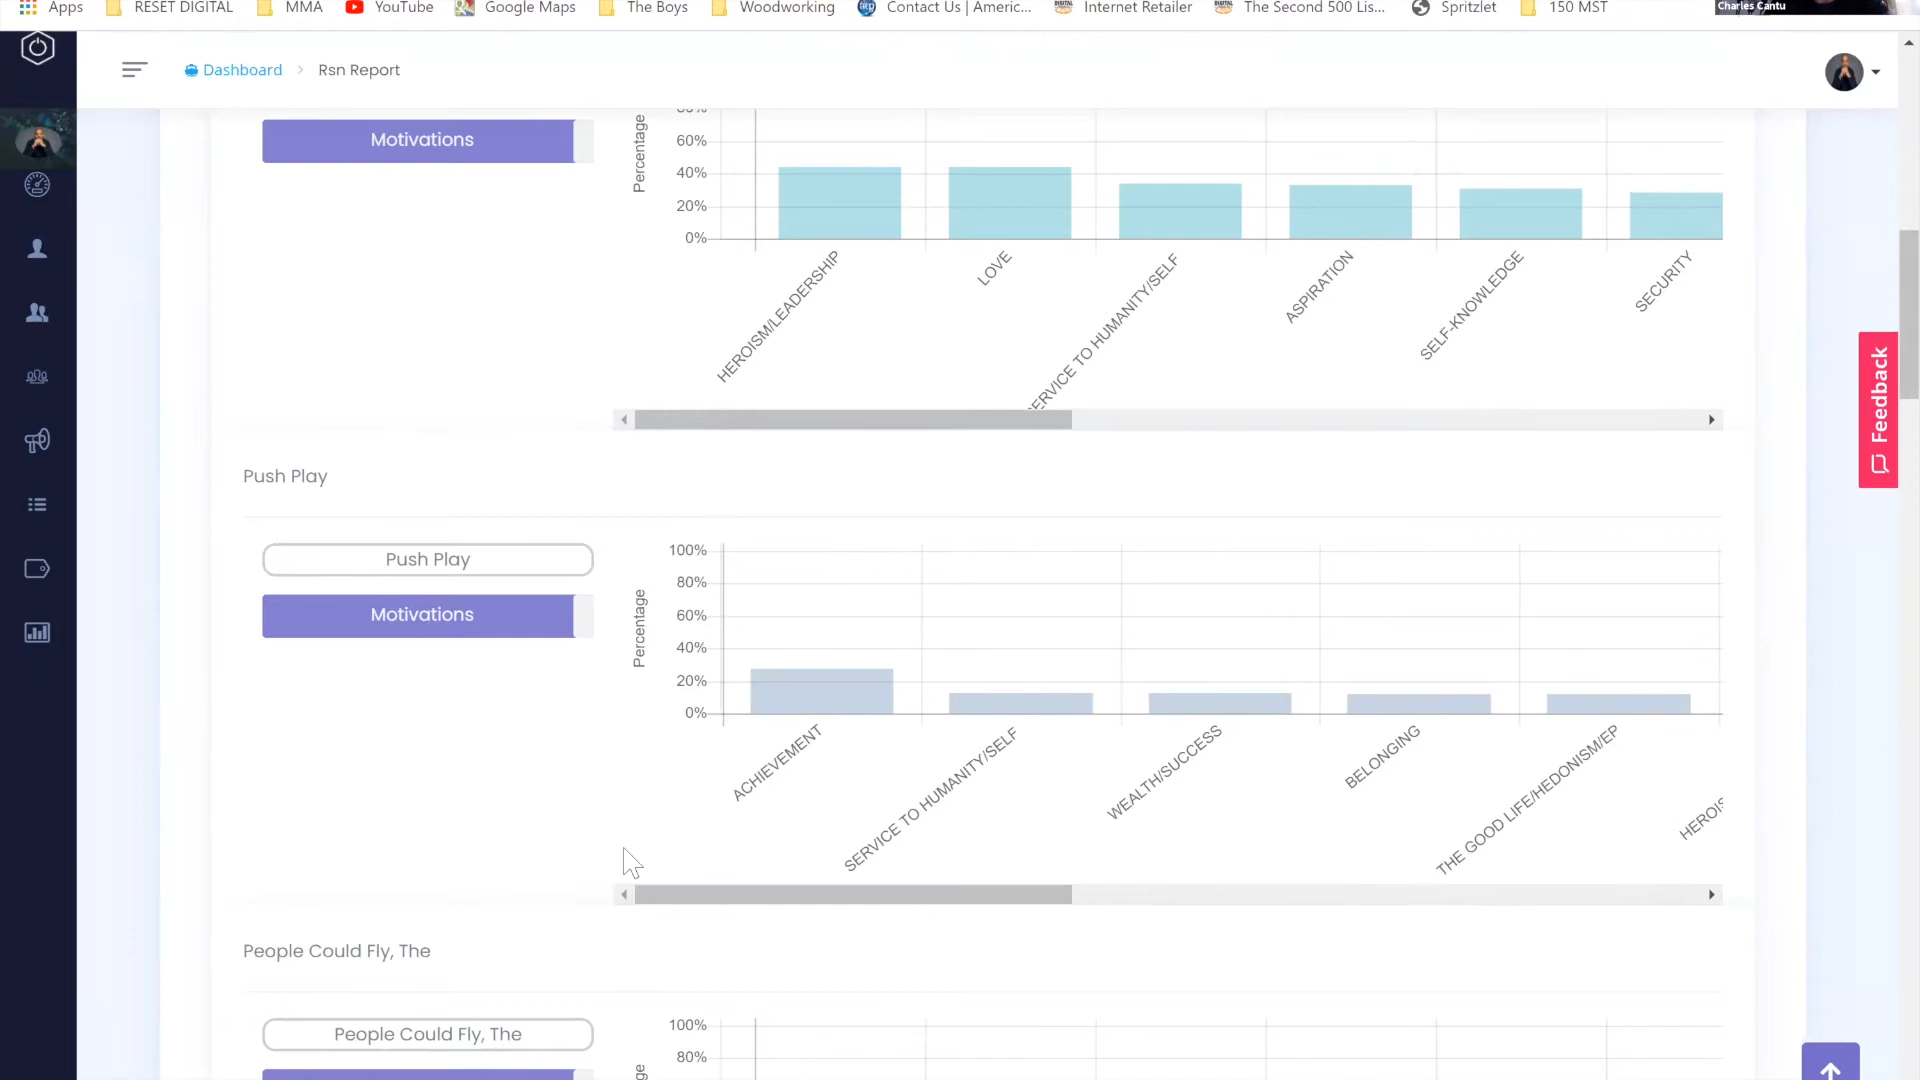 Apps RESET DIGITAL MMA YouTube Google Maps The Boys Woodworking Contact Us | Americ... Internet Retailer The Second 500 Lis... Spritzlet 150 MST Charles Cantu
Dashboard > Rsn Report
Motivations
Percentage
80%
60%
40%
20%
0%
HEROISM/LEADERSHIP
LOVE
SERVICE TO HUMANITY/SELF
ASPIRATION
SELF-KNOWLEDGE
SECURITY
Feedback
Push Play
Push Play
Motivations
Percentage
100%
80%
60%
40%
20%
0%
ACHIEVEMENT
SERVICE TO HUMANITY/SELF
WEALTH/SUCCESS
BELONGING
THE GOOD LIFE/HEDONISM/EP
HEROIS
People Could Fly, The
People Could Fly, The
100%
80%
ge